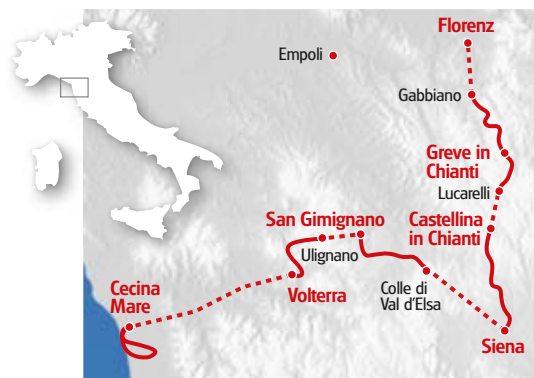 Florenz
Empoli
Gabbiano
Greve in
Chianti
Lucarelli
San Gimignano
Castellina
in Chianti
Ulignano
Cecina
Mare
Volterra
Colle di
Val d'Elsa
Siena